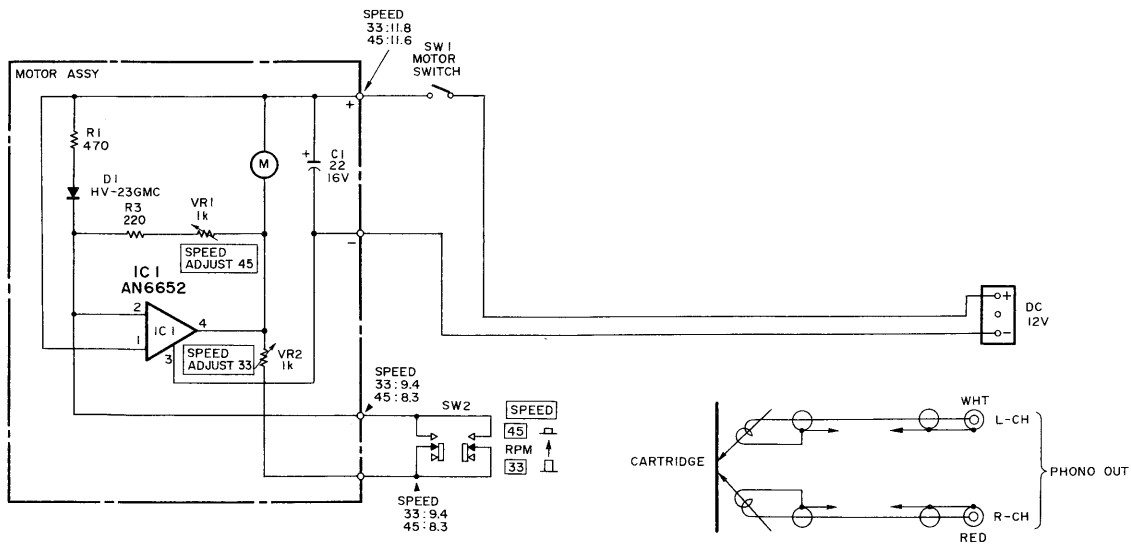 SPEED
33:11.8
45:11.6
SW1
MOTOR
SWITCH
MOTOR ASSY
+
R1
470
M
+
C1
22
16V
D1
HV-23GMC
R3
220
VR1
1k
SPEED
ADJUST 45
−
IC1
AN6652
2
IC1
4
1
3
SPEED
ADJUST 33
VR2
1k
+
−
DC
12V
SPEED
33:9.4
45:8.3
SW2
SPEED
45
RPM
33
SPEED
33:9.4
45:8.3
CARTRIDGE
WHT
L-CH
PHONO OUT
R-CH
RED